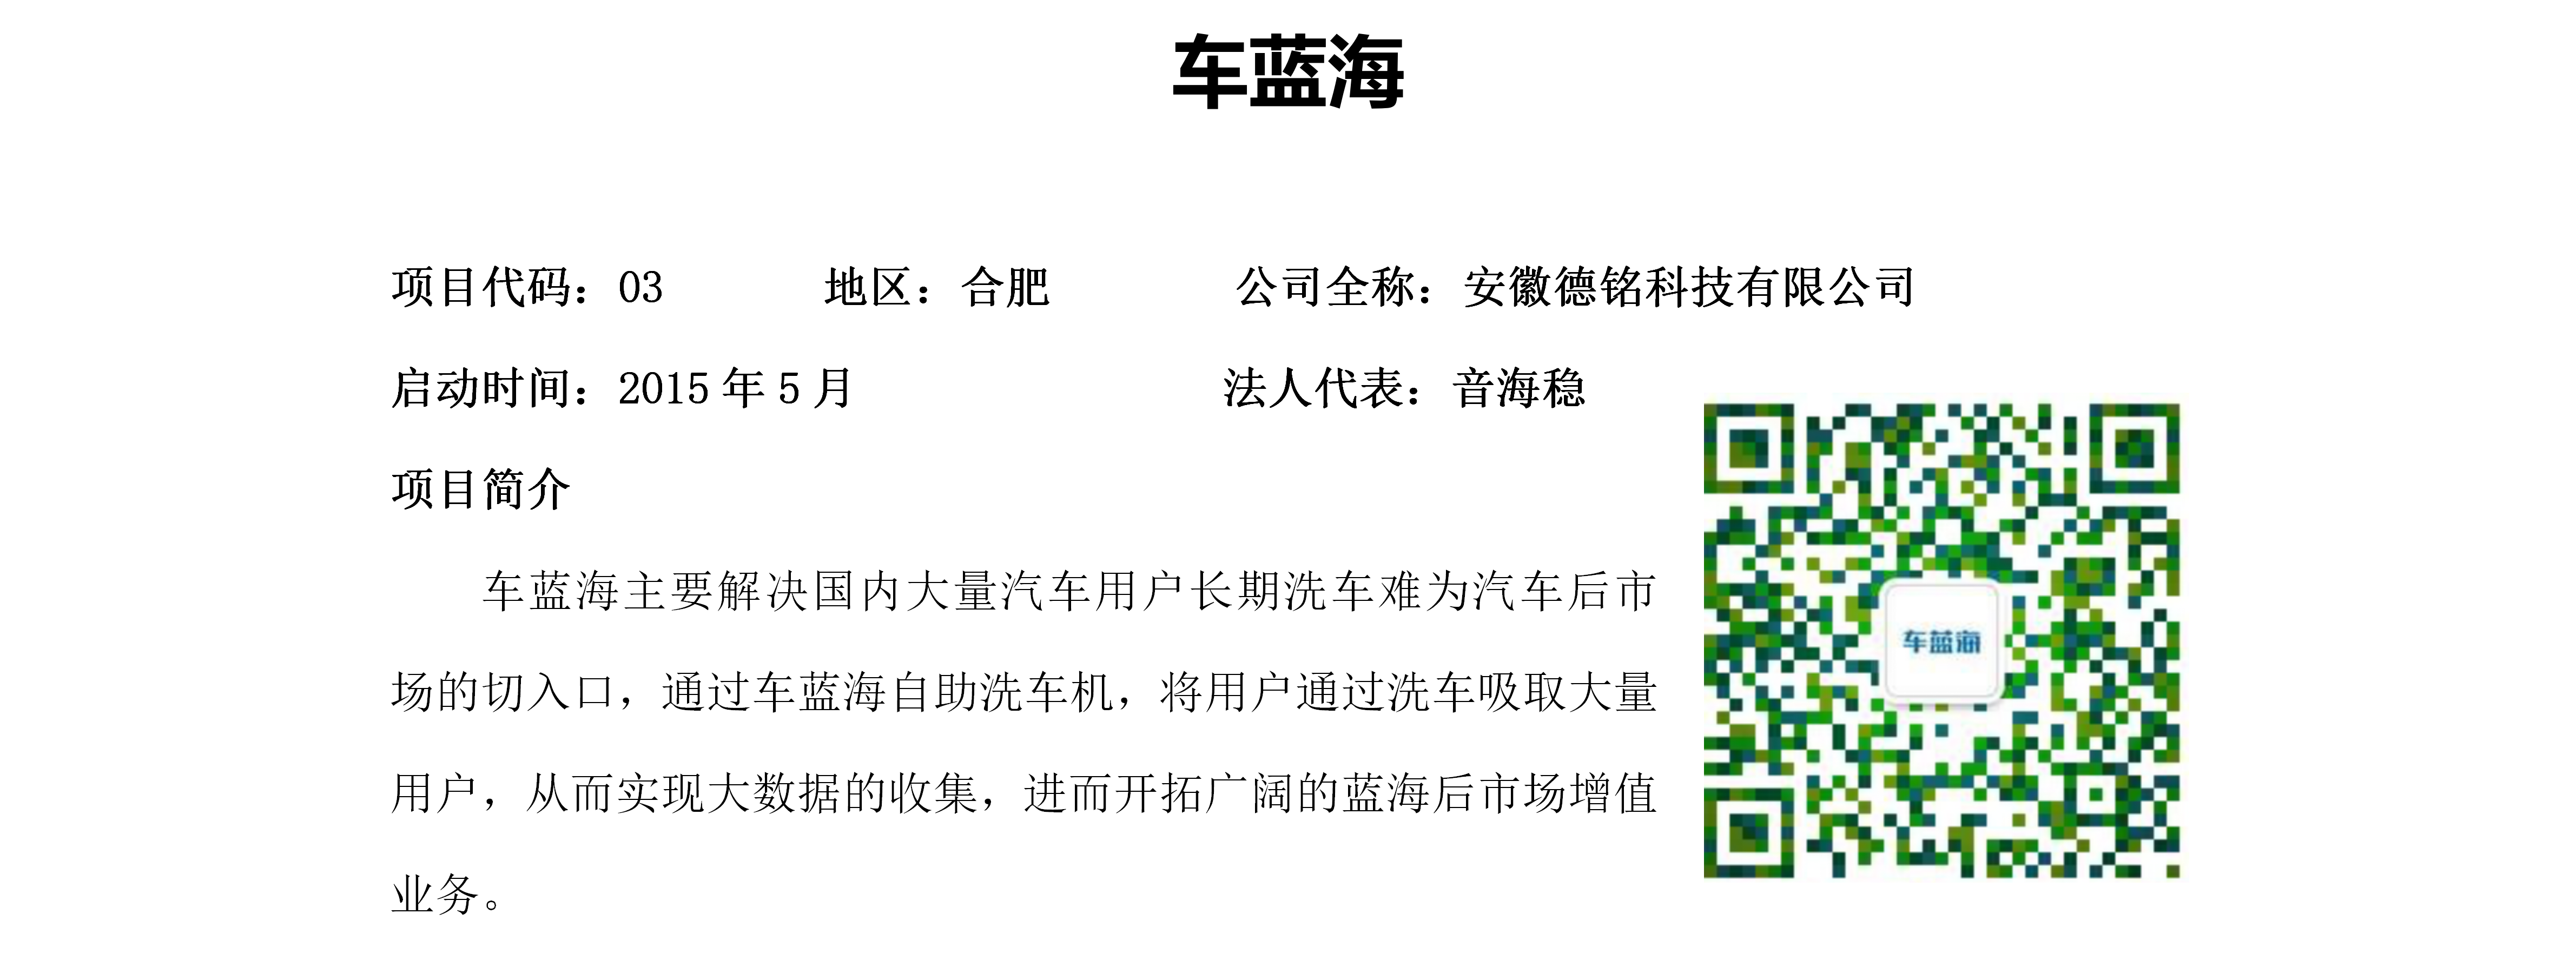 车蓝海
项目代码：03 地区：合肥 公司全称：安徽德铭科技有限公司
启动时间：2015 年 5 月 法人代表：音海稳
项目简介
车蓝海主要解决国内大量汽车用户长期洗车难为汽车后市
场的切入口，通过车蓝海自助洗车机，将用户通过洗车吸取大量
用户，从而实现大数据的收集，进而开拓广阔的蓝海后市场增值
业务。
车蓝海